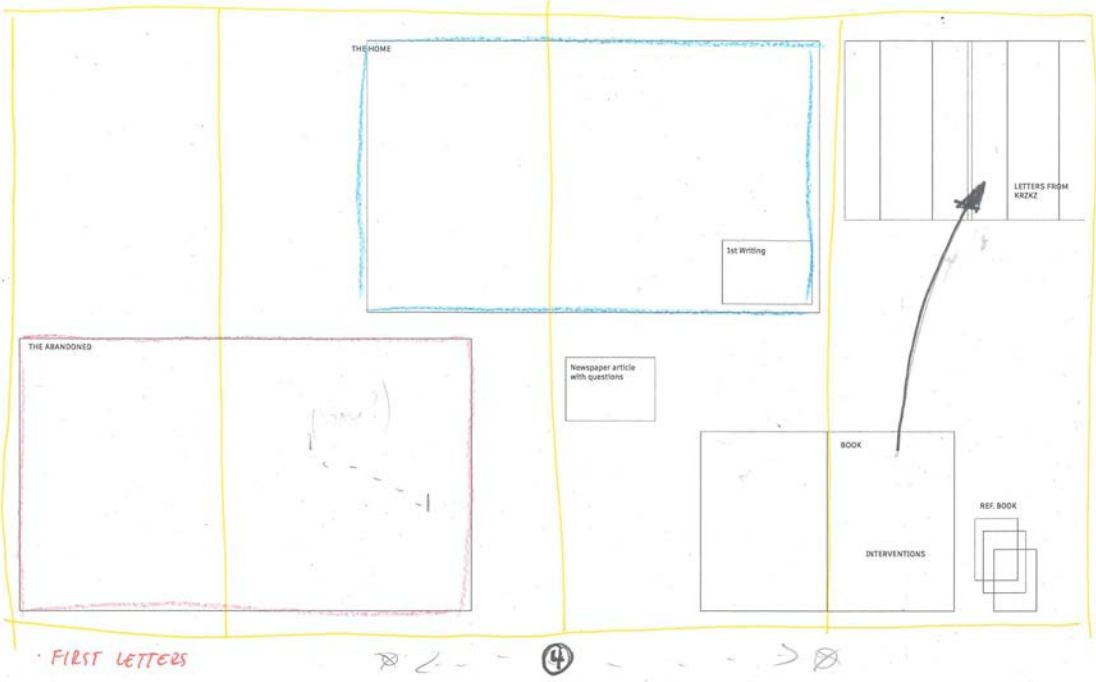 THE HOME
LETTERS FROM
KRZKZ
1st Writing
THE ABANDONED
Newspaper article
with questions
BOOK
REF. BOOK
INTERVENTIONS
FIRST LETTERS
4